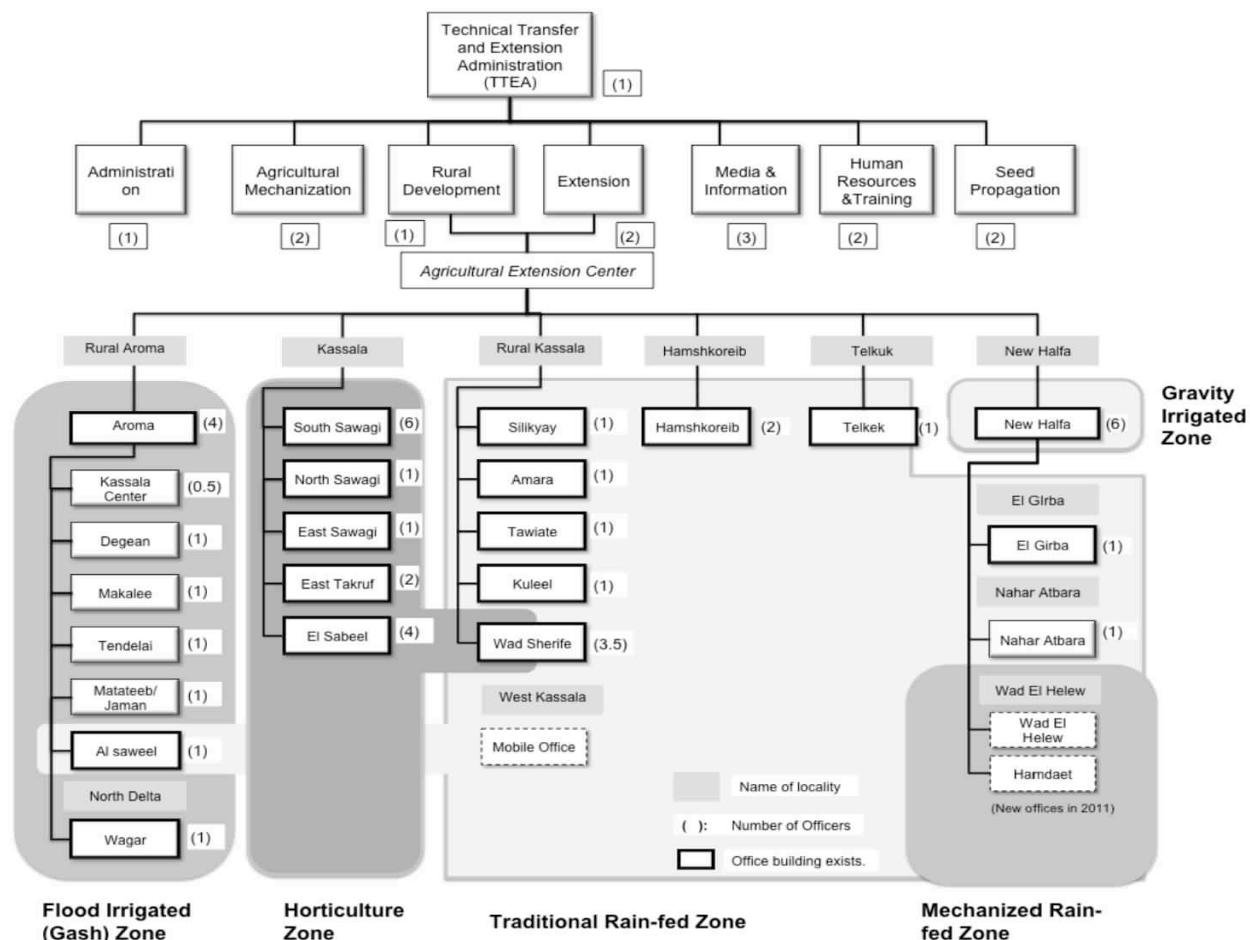 Technical Transfer
and Extension
Administration
(TTEA)
(1)
Administrati
on
Agricultural
Mechanization
Rural
Development
Extension
Media &
Information
Human
Resources
&Training
Seed
Propagation
(1)
(2)
(1)
(2)
(3)
(2)
(2)
Agricultural Extension Center
Rural Aroma
Kassala
Rural Kassala
Hamshkoreib
Telkuk
New Halfa
Aroma
(4)
Kassala
Center
(0.5)
Degean
(1)
Makalee
(1)
Tendelai
(1)
Matateeb/
Jaman
(1)
Al saweel
(1)
North Delta
Wagar
(1)
Flood Irrigated
(Gash) Zone
South Sawagi
(6)
North Sawagi
(1)
East Sawagi
(1)
East Takruf
(2)
El Sabeel
(4)
Horticulture
Zone
Silikyay
(1)
Amara
(1)
Tawiate
(1)
Kuleel
(1)
Wad Sherife
(3.5)
West Kassala
Mobile Office
Hamshkoreib
(2)
Telkek
(1)
Traditional Rain-fed Zone
New Halfa
(6)
Gravity
Irrigated
Zone
El GIrba
El Girba
(1)
Nahar Atbara
Nahar Atbara
(1)
Wad El Helew
Wad El
Helew
Hamdaet
(New offices in 2011)
Mechanized Rain-
fed Zone
Name of locality
( ): Number of Officers
Office building exists.